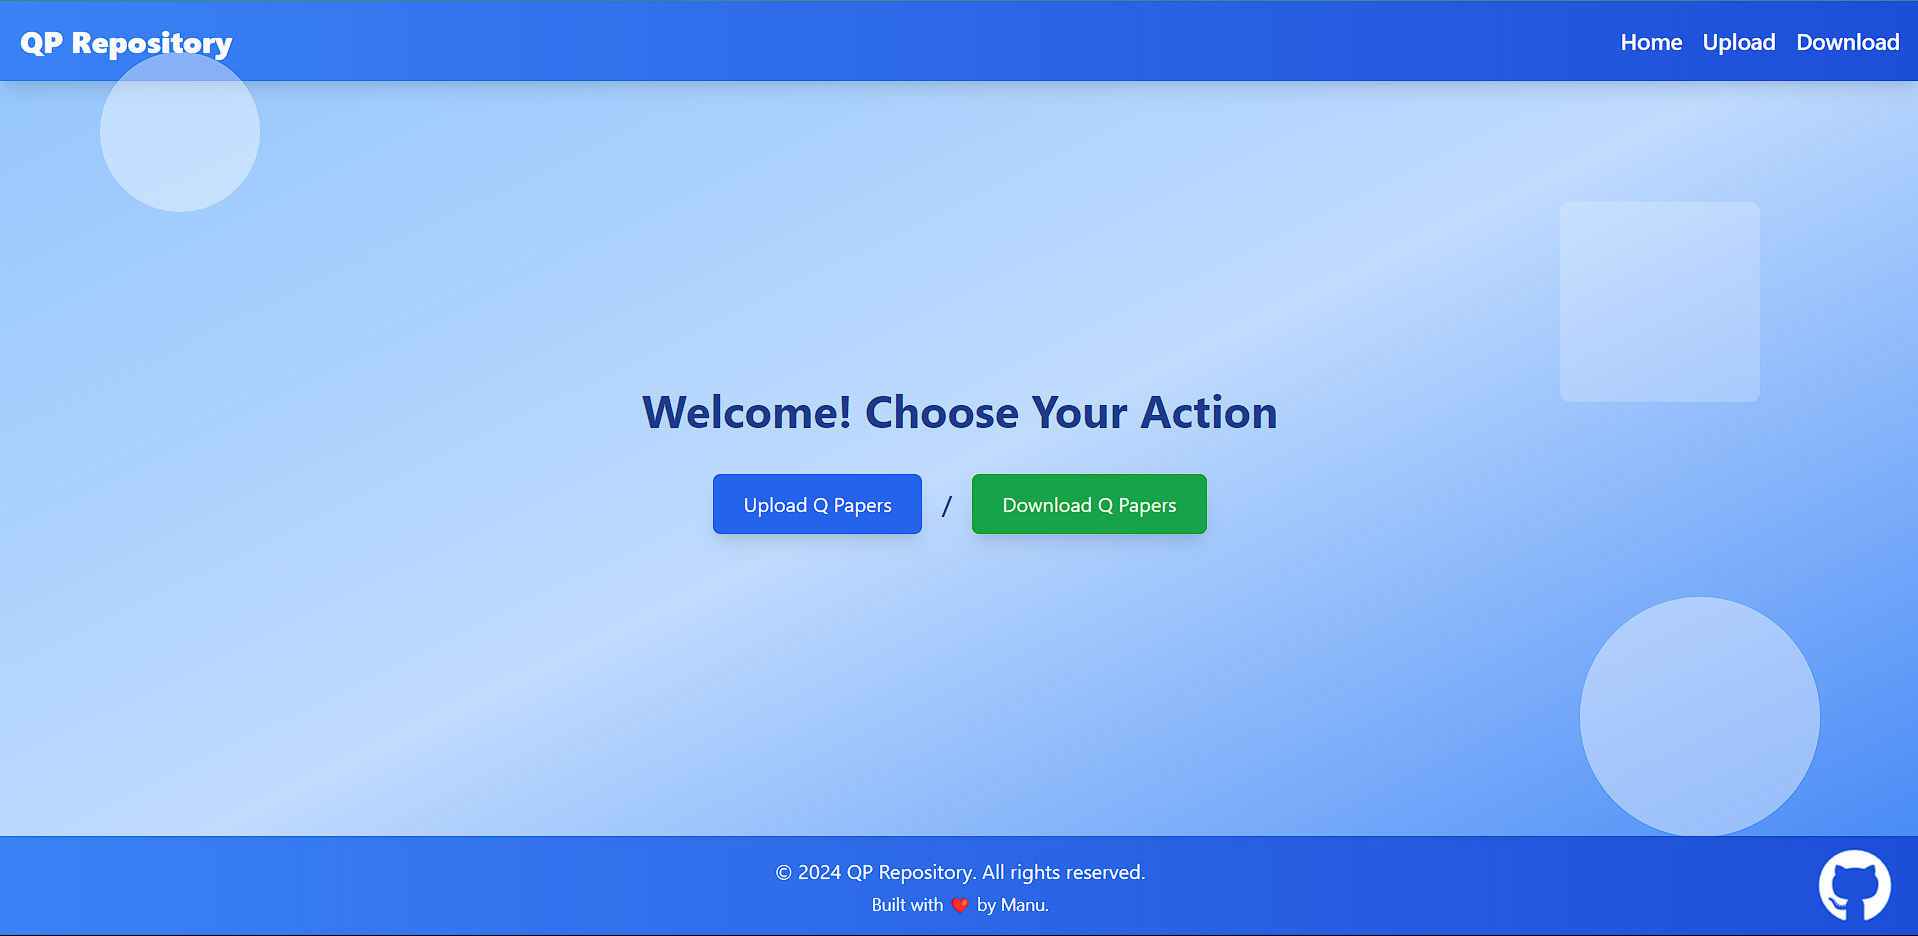 QP Repository
Home Upload Download
Welcome! Choose Your Action
Upload Q Papers / Download Q Papers
© 2024 QP Repository. All rights reserved.
Built with ❤️ by Manu.